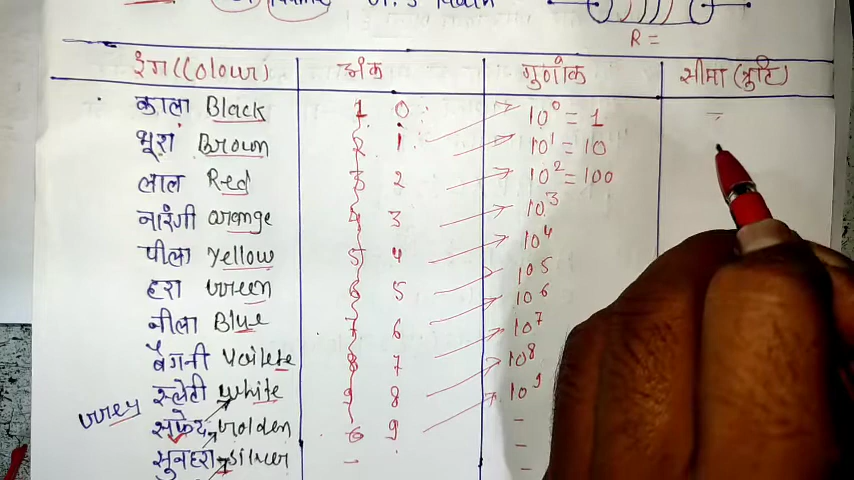 R =
रंग (Colour) अंक गुणांक सीमा (त्रुटि)
काला Black 1 0 10⁰ = 1 -
भूरा Brown 2 1 10¹ = 10
लाल Red 3 2 10² = 100
नारंगी orange 4 3 10³
पीला Yellow 5 4 10⁴
हरा Green 6 5 10⁵
नीला Blue 7 6 10⁶
बैगनी Voilete 8 7 10⁷
स्लेटी White 9 8 10⁸
Grey सफेद Golden 9 10⁹
सुनहरा Silver - -